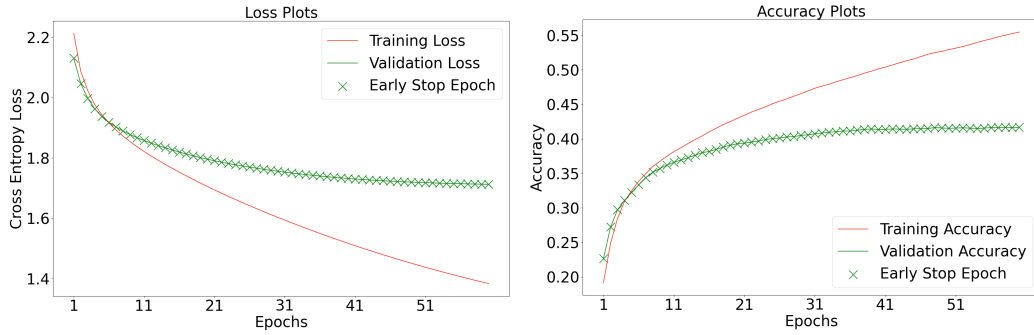 Loss Plots
Cross Entropy Loss
2.2
2.0
1.8
1.6
1.4
Training Loss
Validation Loss
Early Stop Epoch
1 11 21 31 41 51
Epochs
Accuracy Plots
Accuracy
0.55
0.50
0.45
0.40
0.35
0.30
0.25
0.20
Training Accuracy
Validation Accuracy
Early Stop Epoch
1 11 21 31 41 51
Epochs